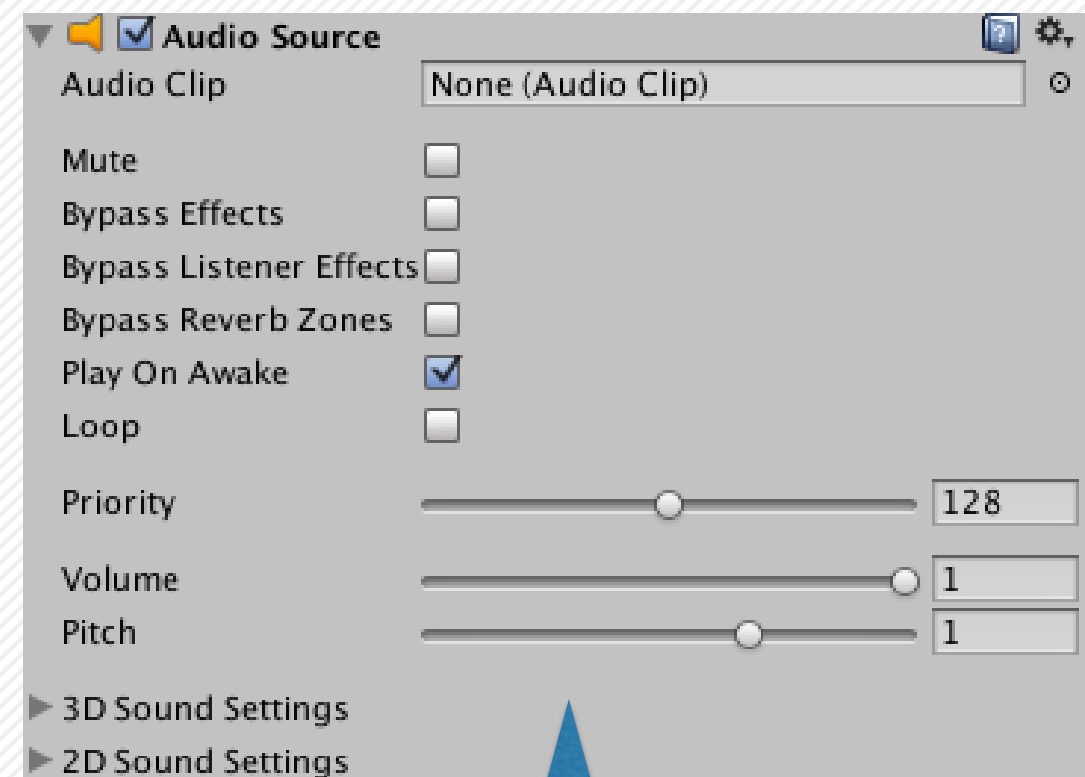 Audio Source
Audio Clip None (Audio Clip)
Mute
Bypass Effects
Bypass Listener Effects
Bypass Reverb Zones
Play On Awake
Loop
Priority 128
Volume 1
Pitch 1
3D Sound Settings
2D Sound Settings